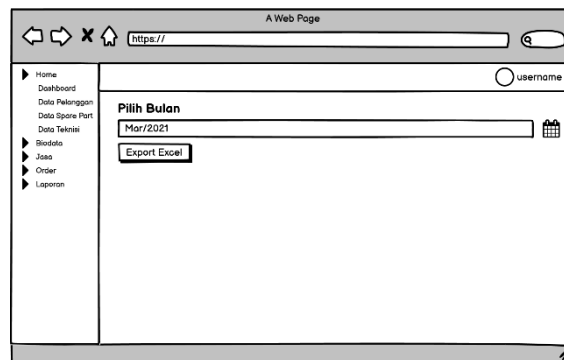 A Web Page
https://
username
Home
Dashboard
Data Pelanggan
Data Spare Part
Data Teknisi
Biodata
Jasa
Order
Laporan
Pilih Bulan
Mar/2021
Export Excel